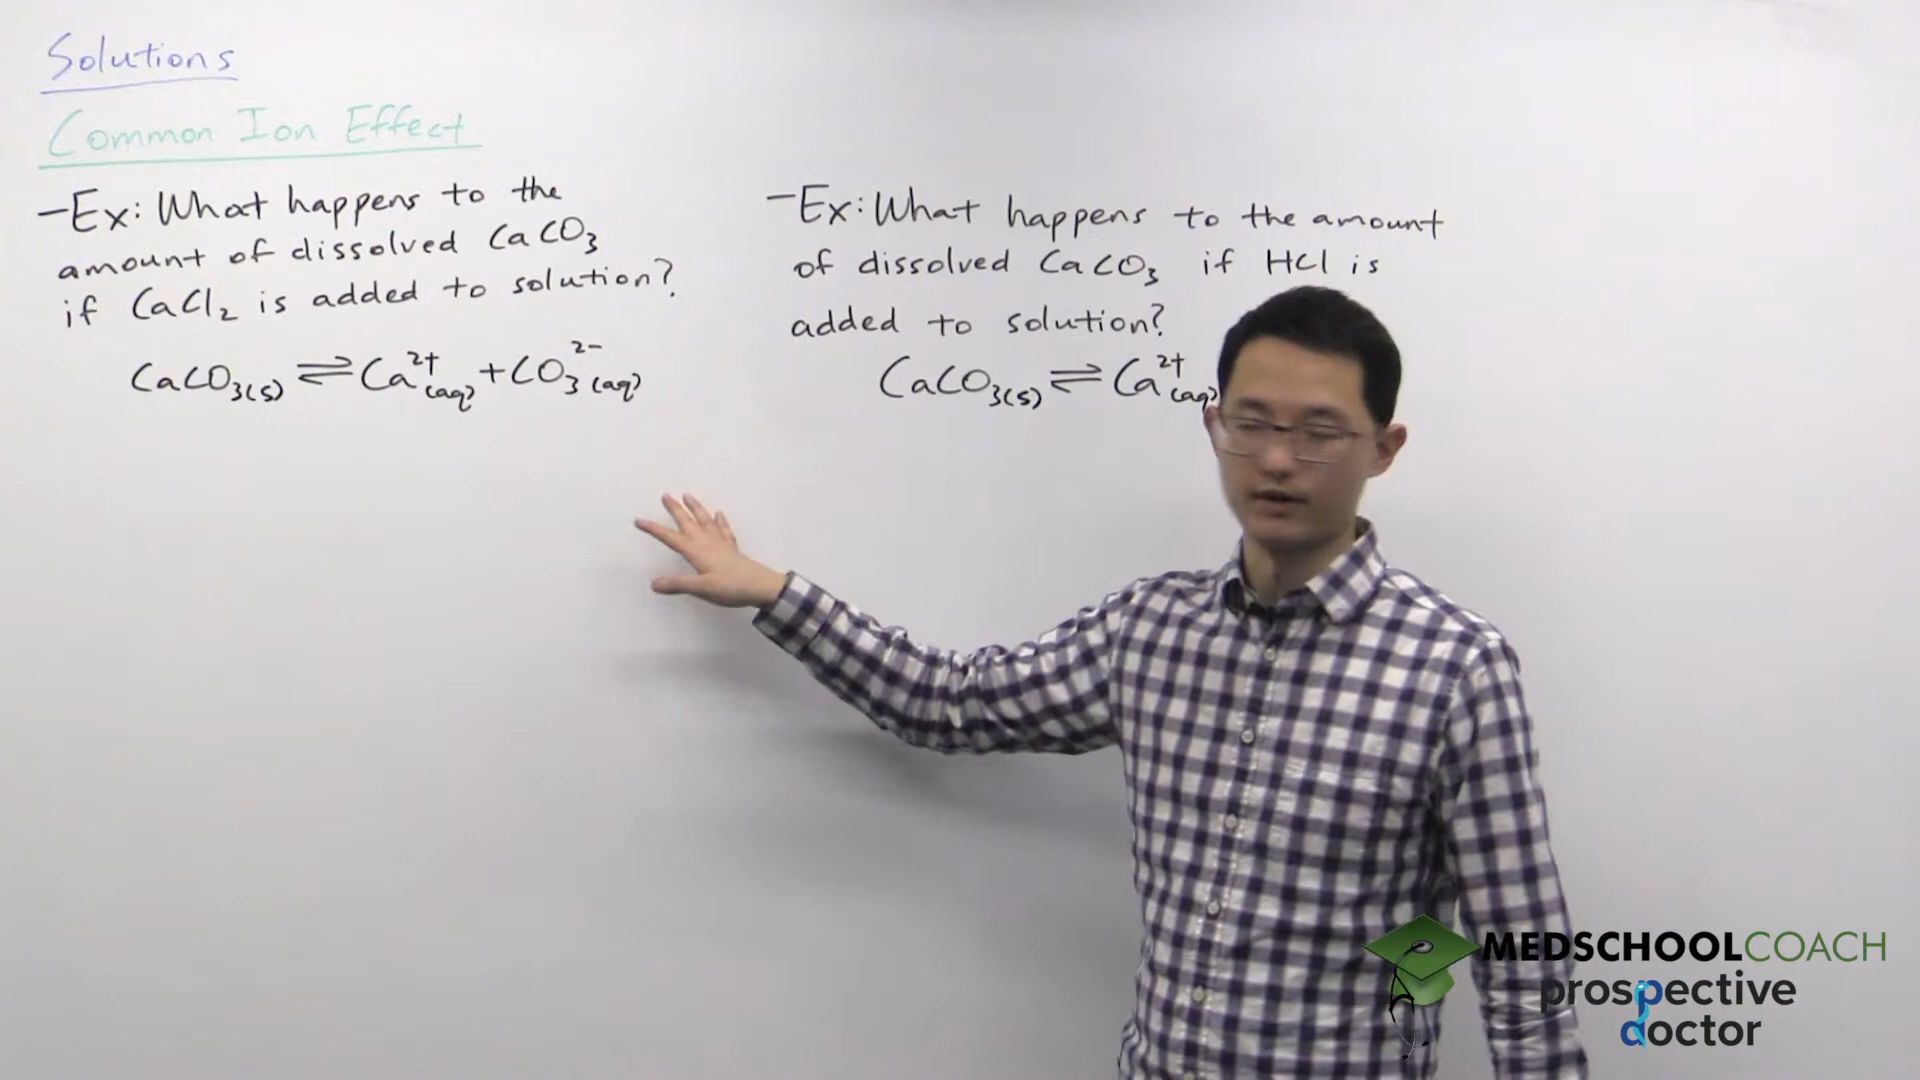 Solutions
Common Ion Effect
-Ex: What happens to the
amount of dissolved CaCO₃
if CaCl₂ is added to solution?
CaCO₃(s) ⇌ Ca²⁺(aq) + CO₃²⁻(aq)
-Ex: What happens to the amount
of dissolved CaCO₃ if HCl is
added to solution?
CaCO₃(s) ⇌ Ca²⁺(aq)
MEDSCHOOLCOACH
prospective
doctor